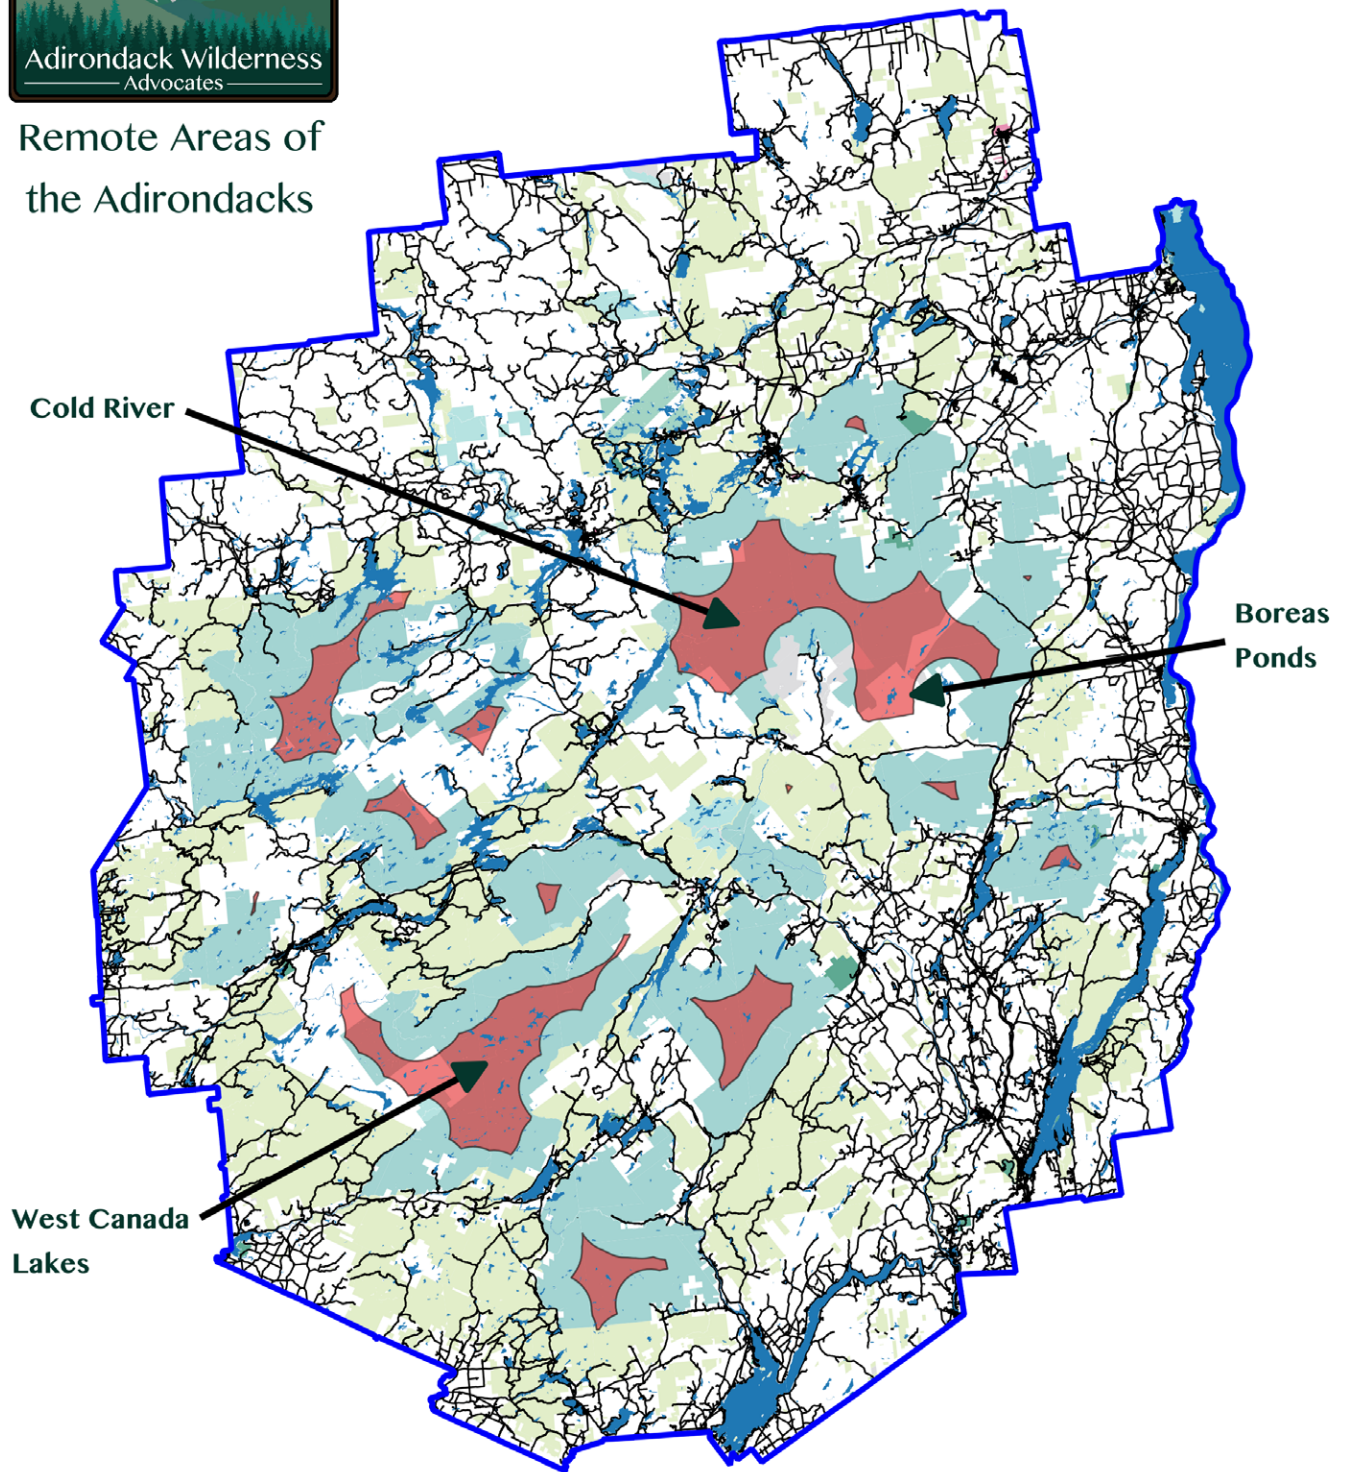 Adirondack Wilderness
Advocates
Remote Areas of
the Adirondacks
Cold River
Boreas
Ponds
West Canada
Lakes